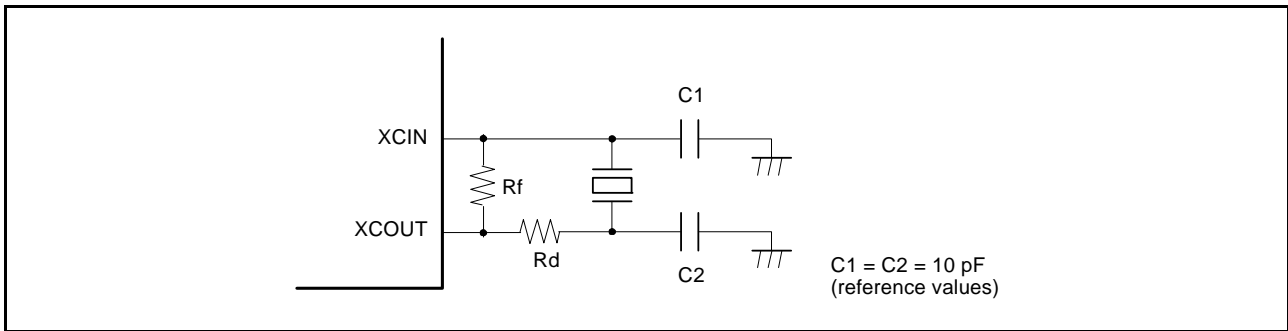 C1
XCIN
Rf
XCOUT
Rd
C2
C1 = C2 = 10 pF
(reference values)